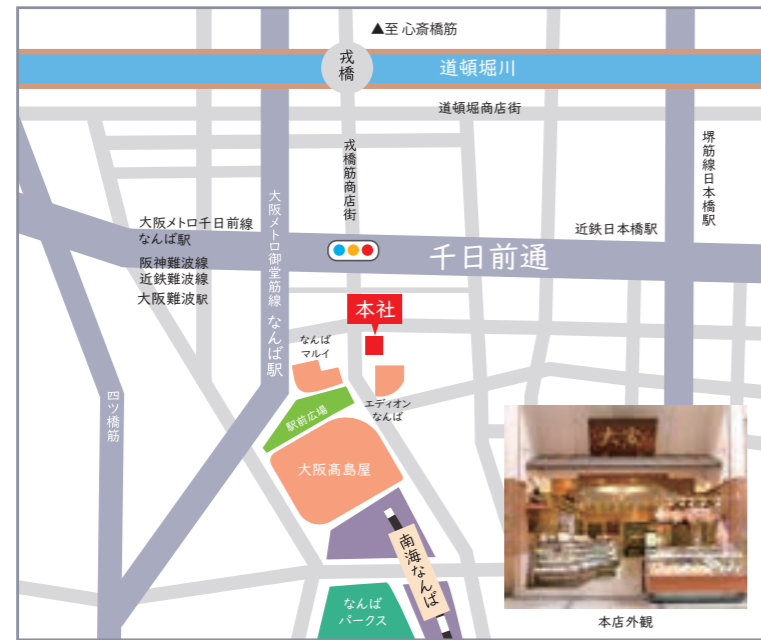 ▲至 心斎橋筋
戎橋
道頓堀川
道頓堀商店街
戎橋筋商店街
堺筋線日本橋駅
大阪メトロ千日前線
なんば駅
大阪メトロ御堂筋線 なんば駅
近鉄日本橋駅
千日前通
阪神難波線
近鉄難波線
大阪難波駅
本社
なんば
マルイ
エディオン
なんば
四ツ橋筋
駅前広場
大阪髙島屋
南海なんば
なんば
パークス
本店外観